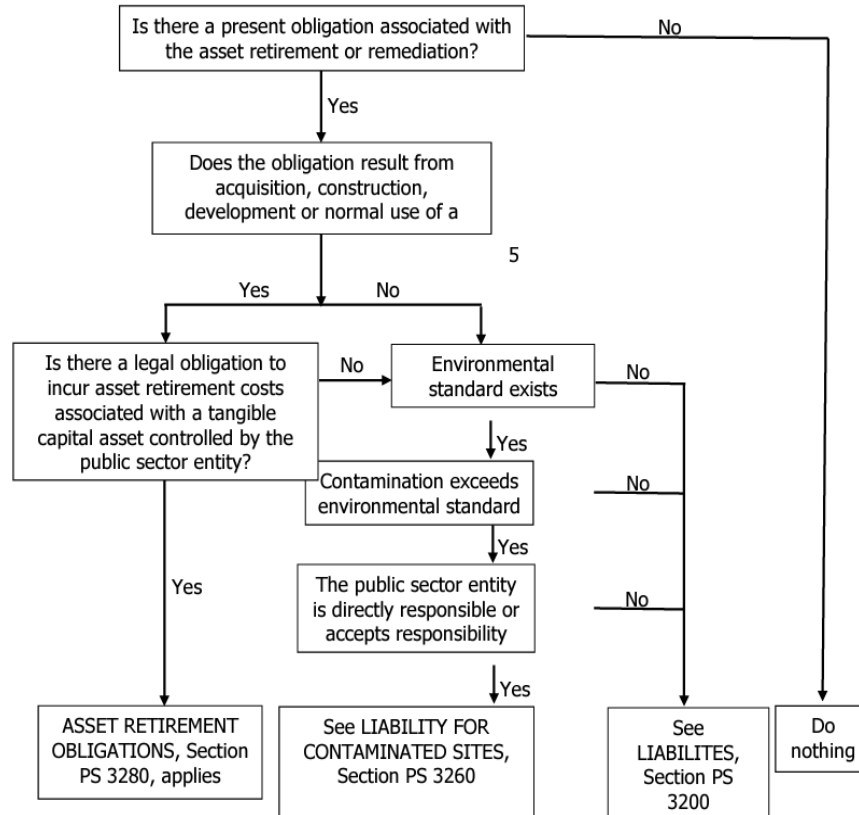 Is there a present obligation associated with
the asset retirement or remediation?
No
Yes
Does the obligation result from
acquisition, construction,
development or normal use of a
5
Yes
No
Is there a legal obligation to
incur asset retirement costs
associated with a tangible
capital asset controlled by the
public sector entity?
No
Environmental
standard exists
No
Yes
Contamination exceeds
environmental standard
No
Yes
Yes
The public sector entity
is directly responsible or
accepts responsibility
No
Yes
ASSET RETIREMENT
OBLIGATIONS, Section
PS 3280, applies
See LIABILITY FOR
CONTAMINATED SITES,
Section PS 3260
See
LIABILITES,
Section PS
3200
Do
nothing